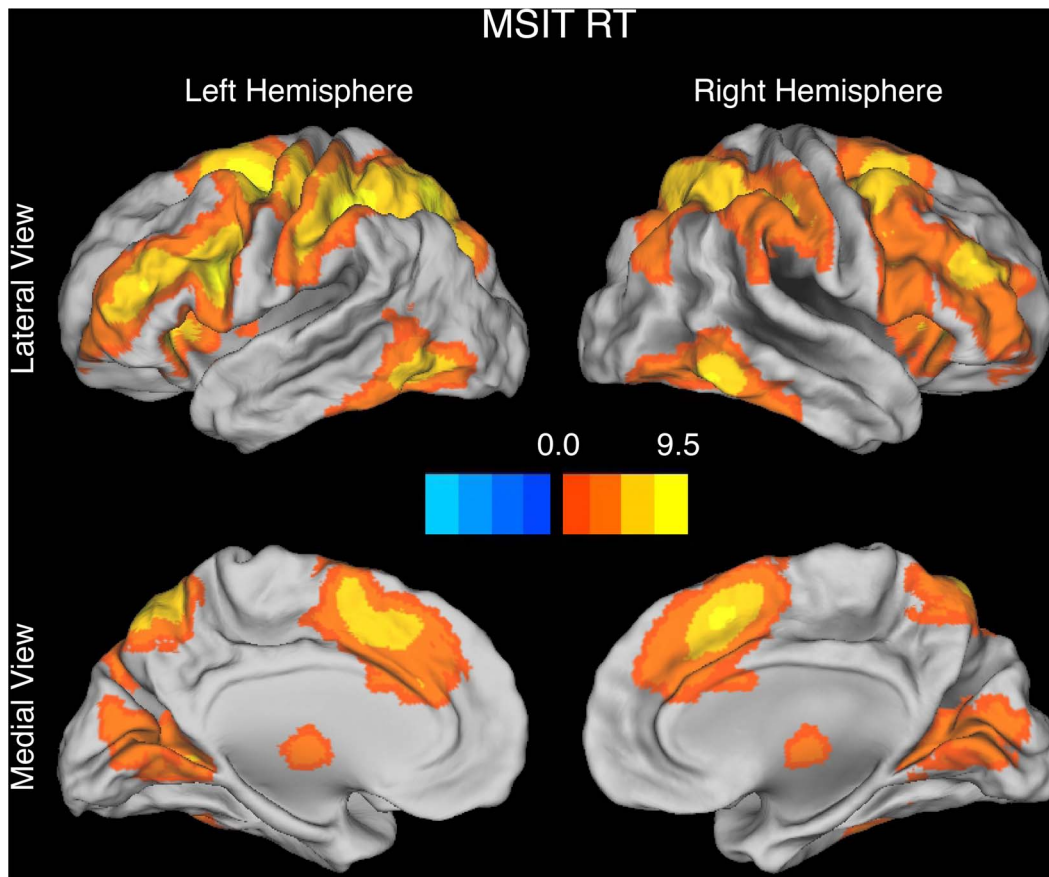 MSIT RT
Left Hemisphere
Right Hemisphere
Lateral View
0.0
9.5
Medial View